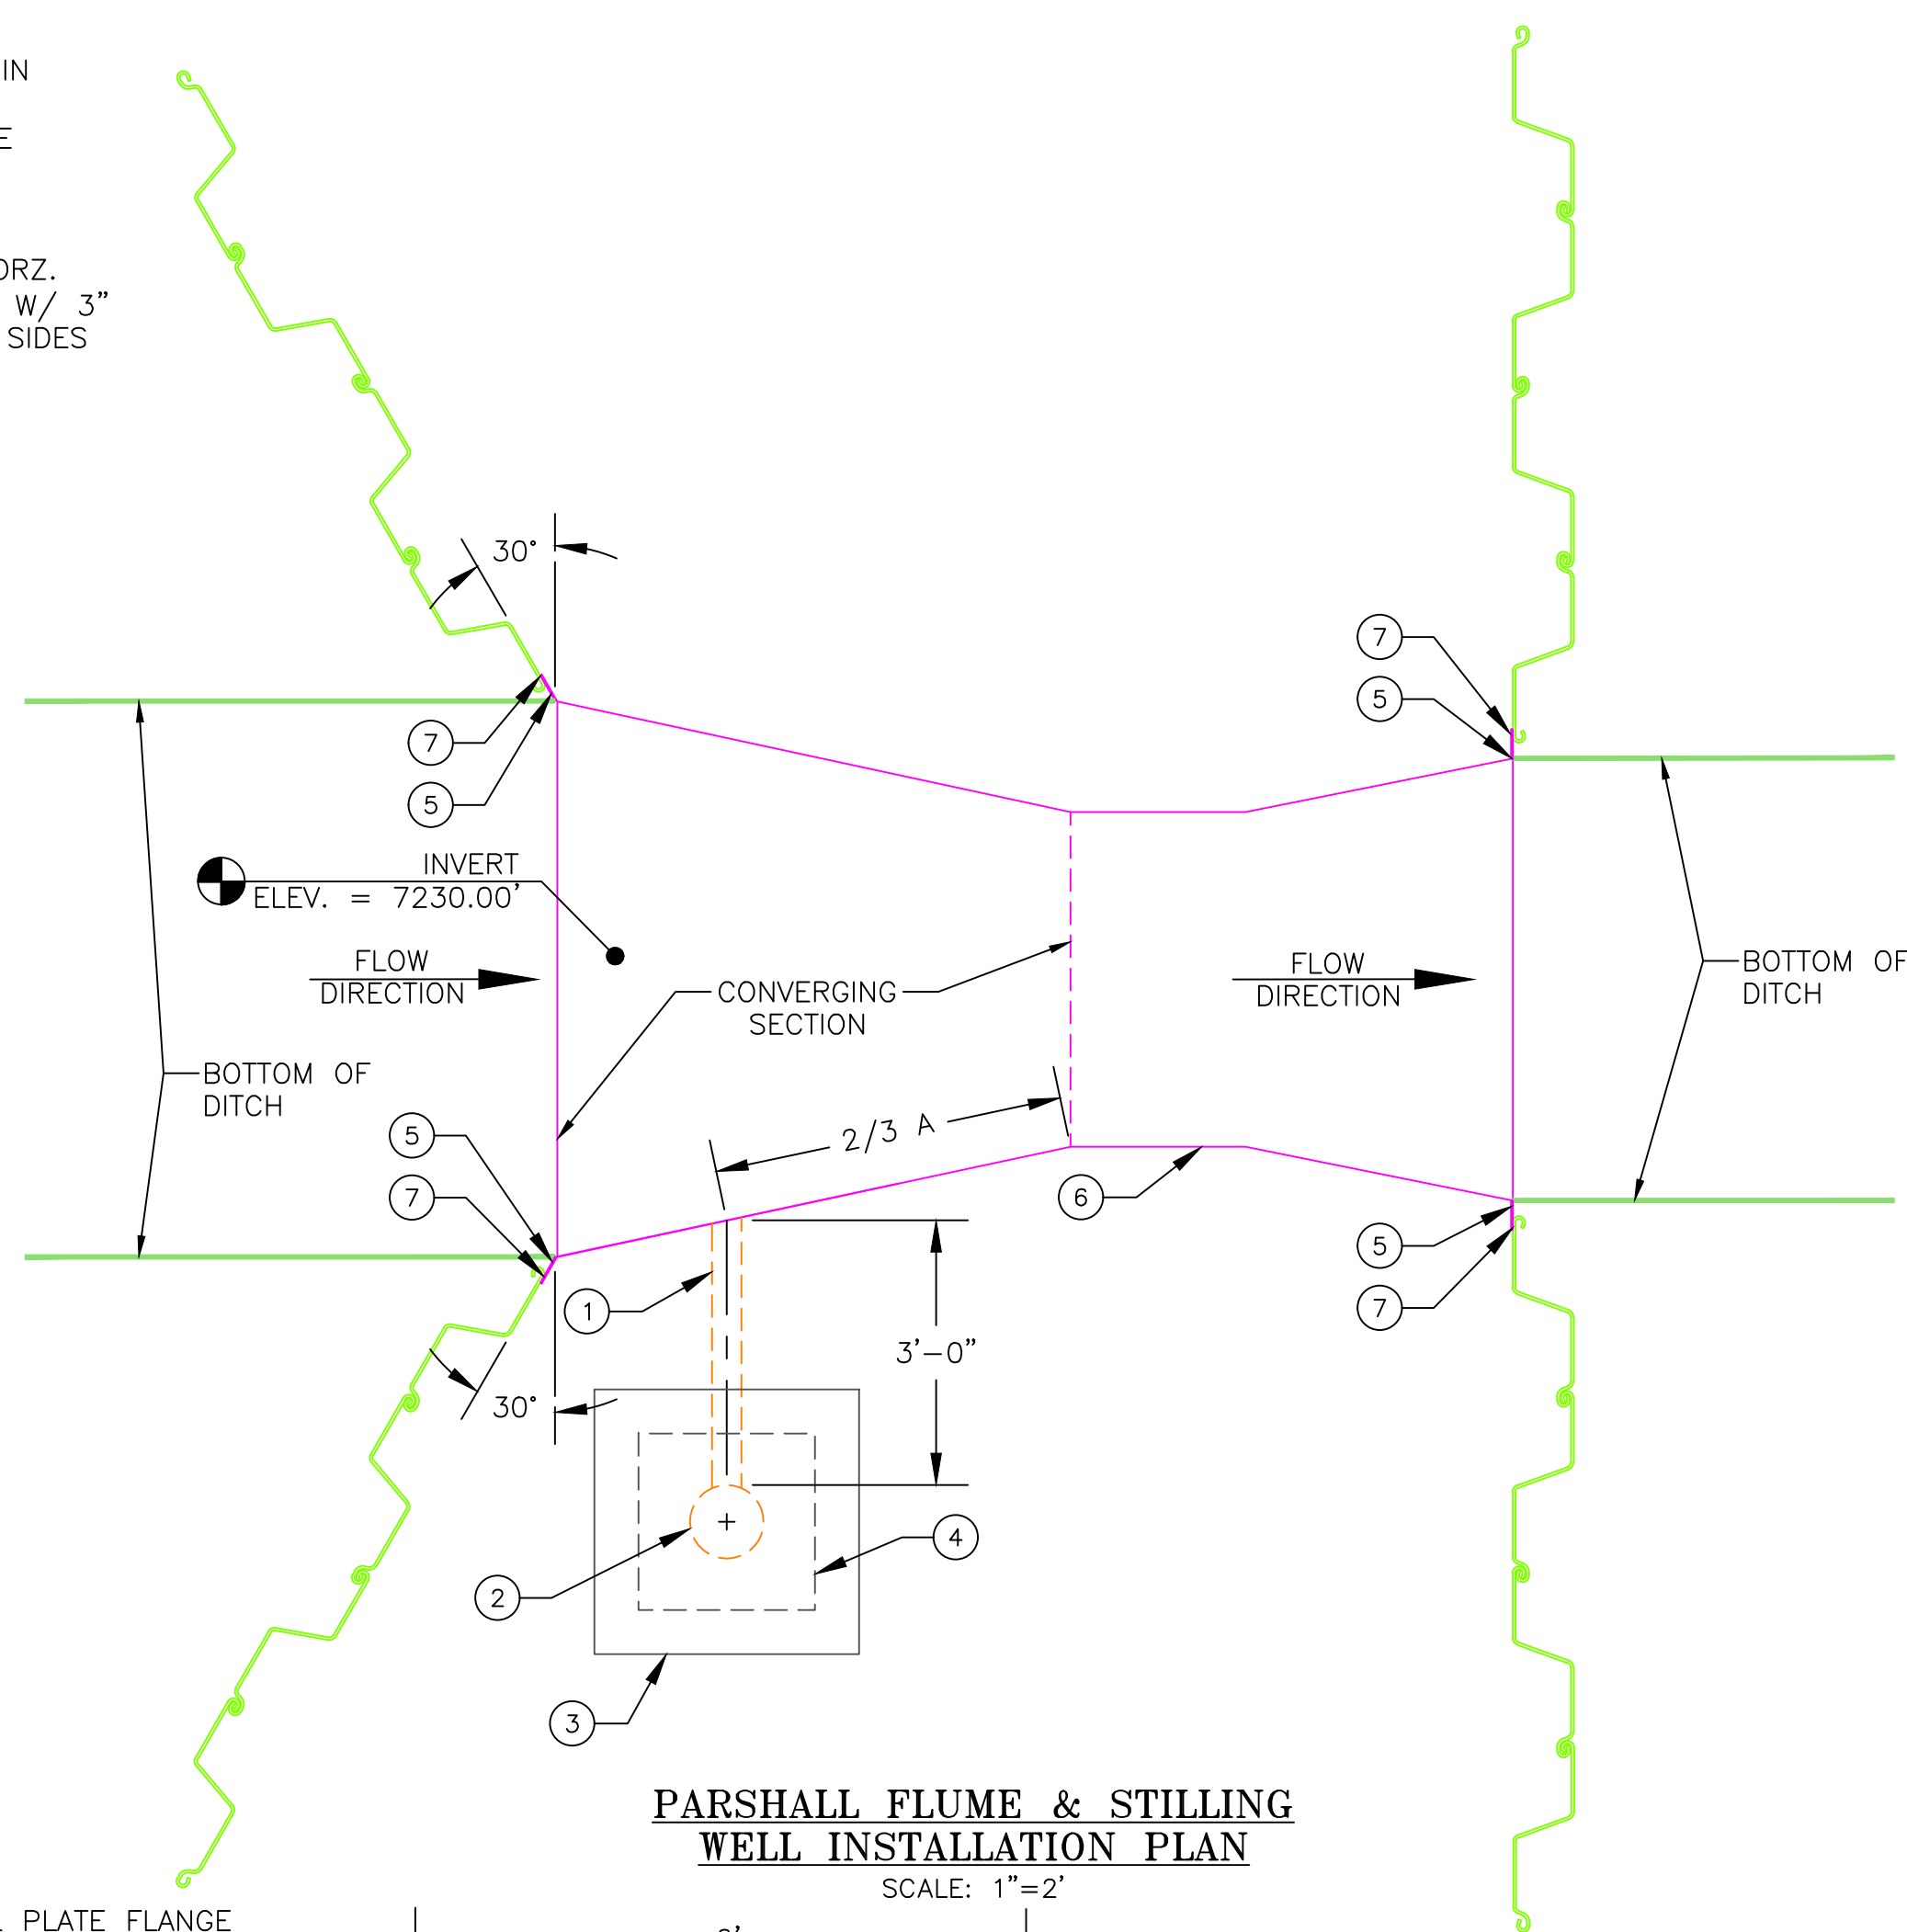 IN
E
ORZ.
W/ 3"
SIDES
30°
7
5
7
5
INVERT
ELEV. = 7230.00'
FLOW
DIRECTION
FLOW
DIRECTION
CONVERGING
SECTION
BOTTOM OF
DITCH
BOTTOM OF
DITCH
2/3 A
5
7
6
5
7
1
3'-0"
30°
4
2
3
PARSHALL FLUME & STILLING
WELL INSTALLATION PLAN
SCALE: 1"=2'
PLATE FLANGE